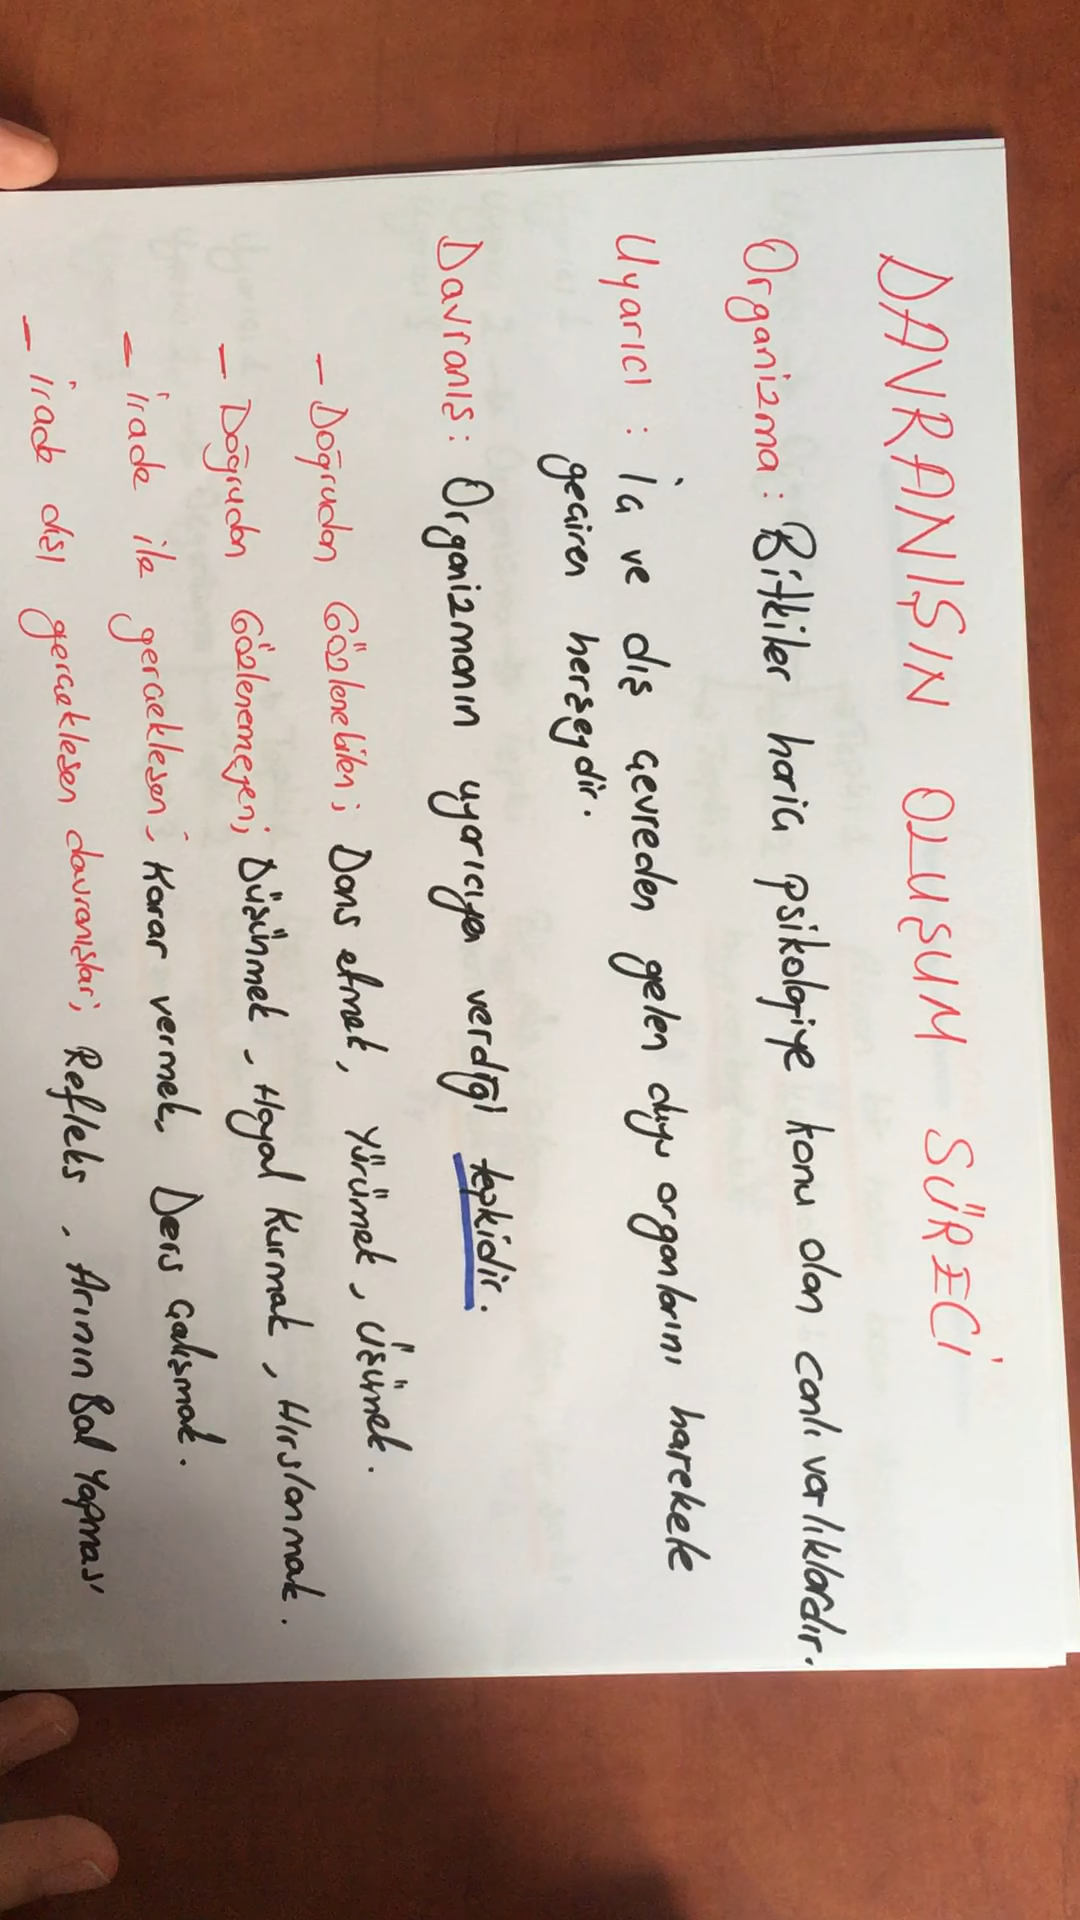 DAVRANIŞIN OLUŞUM SÜRECİ
Organizma : Bitkiler hariç psikolojiye konu olan canlı varlıklardır.
Uyarıcı : İç ve dış çevreden gelen duyu organlarını harekete
geçiren herşeydir.
Davranış : Organizmanın uyarıcıya verdiği tepkidir.
– Doğrudan Gözlenebilen; Dans etmek, Yürümek, Üşümek.
– Doğrudan Gözlenemeyen; Düşünmek, Hayal Kurmak, Hırslanmak.
– İrade ile gerçekleşen; Karar vermek, Ders çalışmak.
– İrade dışı gerçekleşen davranışlar; Refleks, Arının Bal Yapması